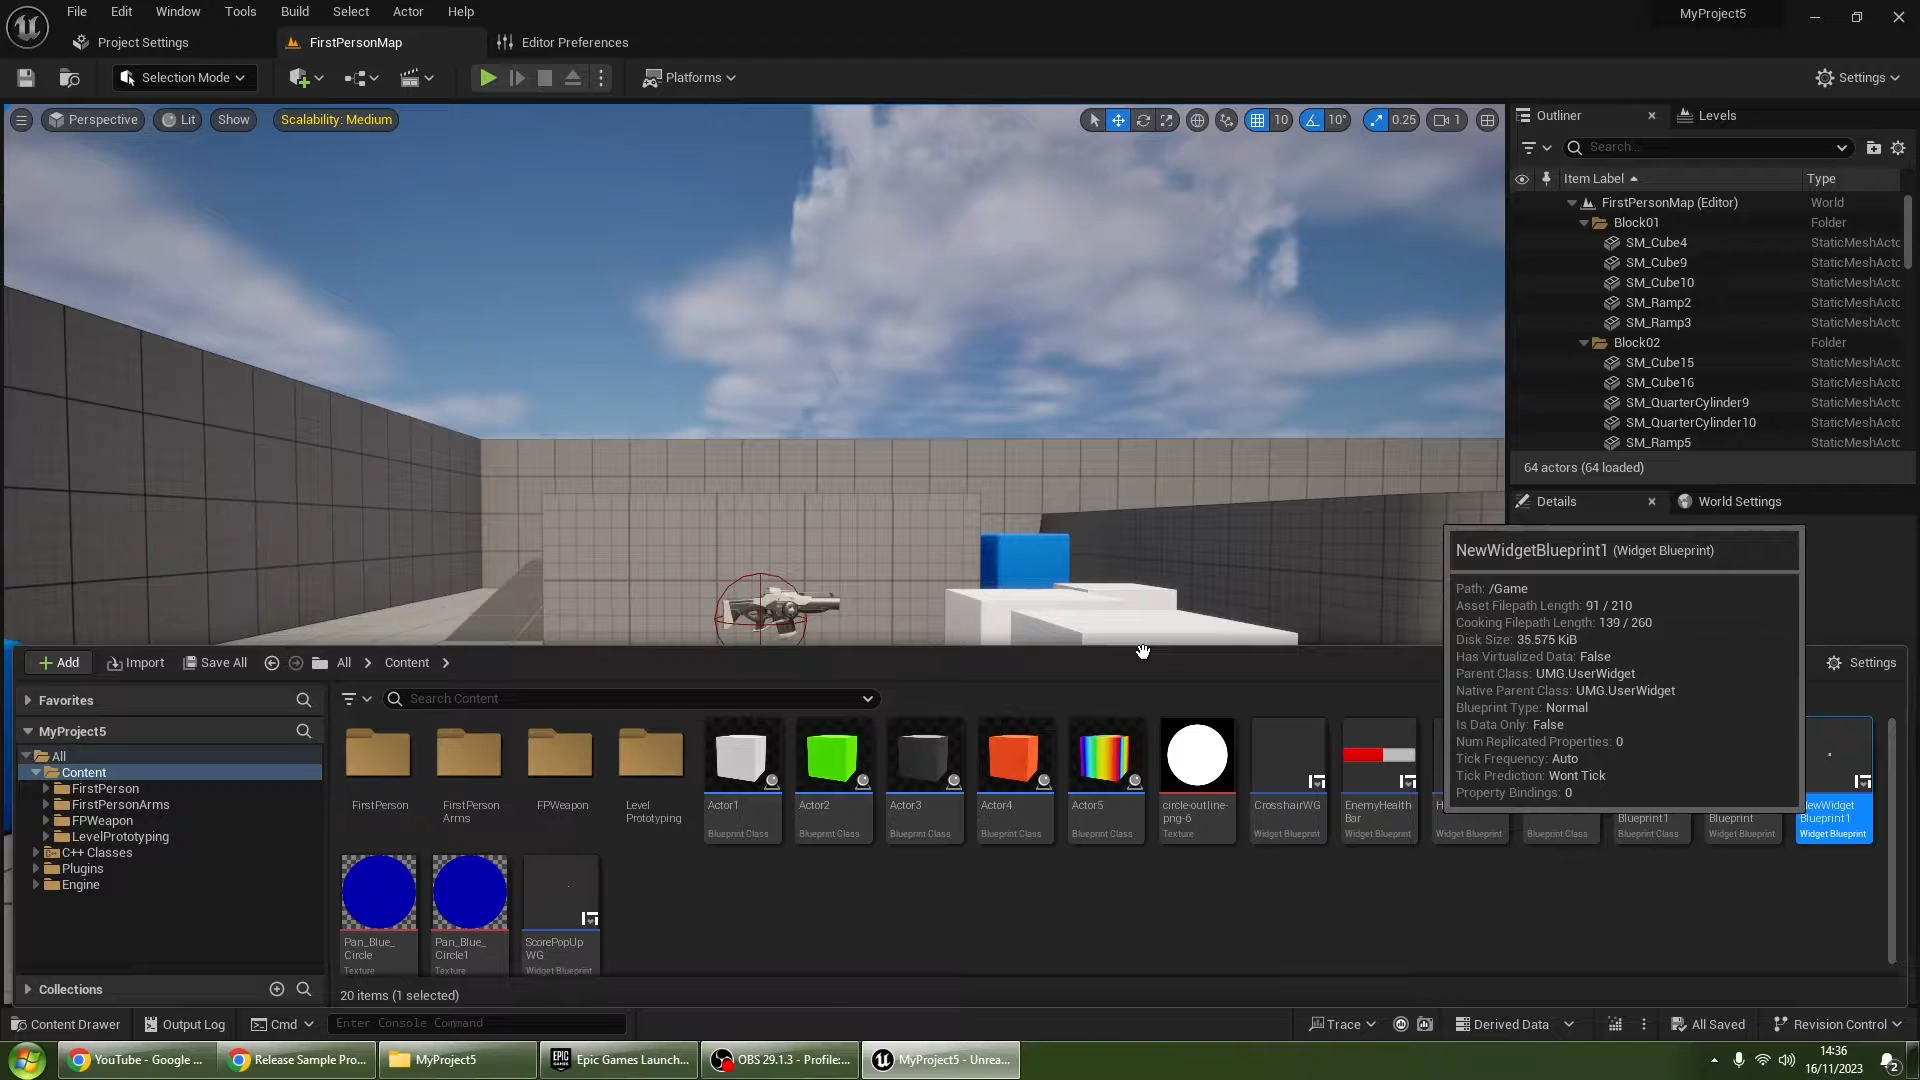 File Edit Window Tools Build Select Actor Help
MyProject5
Project Settings
FirstPersonMap
Editor Preferences
Selection Mode
Platforms
Settings
Perspective
Lit
Show
Scalability: Medium
10
10°
0.25
1
Outliner
Levels
Search...
Item Label
Type
FirstPersonMap (Editor) World
Block01 Folder
SM_Cube4 StaticMeshActo
SM_Cube9 StaticMeshActo
SM_Cube10 StaticMeshActo
SM_Ramp2 StaticMeshActo
SM_Ramp3 StaticMeshActo
Block02 Folder
SM_Cube15 StaticMeshActo
SM_Cube16 StaticMeshActo
SM_QuarterCylinder9 StaticMeshActo
SM_QuarterCylinder10 StaticMeshActo
SM_Ramp5 StaticMeshActo
64 actors (64 loaded)
Details
World Settings
NewWidgetBlueprint1 (Widget Blueprint)
Path: /Game
Asset Filepath Length: 91 / 210
Cooking Filepath Length: 139 / 260
Disk Size: 35.575 KiB
Has Virtualized Data: False
Parent Class: UMG.UserWidget
Native Parent Class: UMG.UserWidget
Blueprint Type: Normal
Is Data Only: False
Num Replicated Properties: 0
Tick Frequency: Auto
Tick Prediction: Wont Tick
Property Bindings: 0
Add
Import
Save All
All
Content
Settings
Favorites
MyProject5
All
Content
FirstPerson
FirstPersonArms
FPWeapon
LevelPrototyping
C++ Classes
Plugins
Engine
Collections
Search Content
FirstPerson
FirstPerson
Arms
FPWeapon
Level
Prototyping
Actor1
Blueprint Class
Actor2
Blueprint Class
Actor3
Blueprint Class
Actor4
Blueprint Class
Actor5
Blueprint Class
circle-outline-
png-6
Texture
CrosshairWG
Widget Blueprint
EnemyHealth
Bar
Widget Blueprint
Widget Blueprint
Blueprint Class
Blueprint1
Blueprint Class
Blueprint
Widget Blueprint
NewWidget
Blueprint1
Widget Blueprint
Pan_Blue_
Circle
Texture
Pan_Blue_
Circle1
Texture
ScorePopUp
WG
Widget Blueprint
20 items (1 selected)
Content Drawer
Output Log
Cmd
Enter Console Command
Trace
Derived Data
All Saved
Revision Control
YouTube - Google ...
Release Sample Pro...
MyProject5
EPIC
GAMES
Epic Games Launch...
OBS 29.1.3 - Profile:...
MyProject5 - Unrea...
14:36
16/11/2023
2